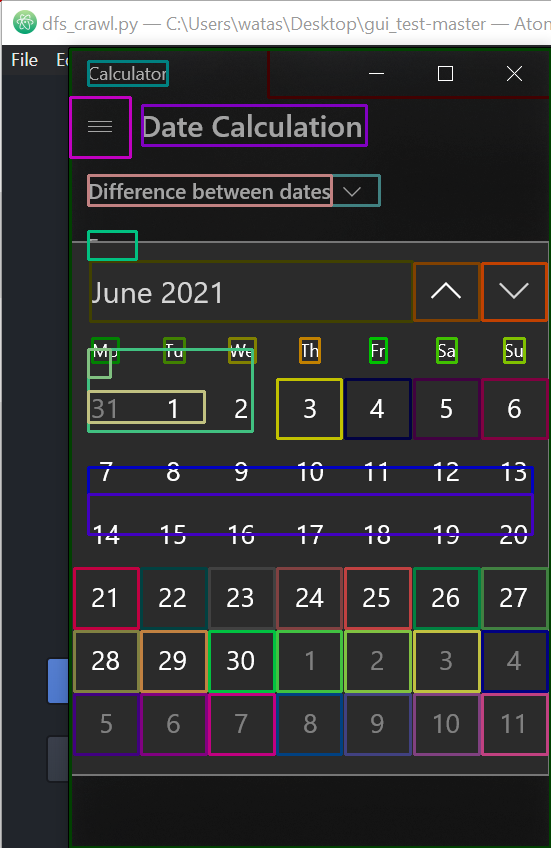 dfs_crawl.py — C:\Users\watas\Desktop\gui_test-master — Atom
File
Calculator
Date Calculation
Difference between dates
June 2021
Mo Tu We Th Fr Sa Su
31 1 2 3 4 5 6
7 8 9 10 11 12 13
14 15 16 17 18 19 20
21 22 23 24 25 26 27
28 29 30 1 2 3 4
5 6 7 8 9 10 11